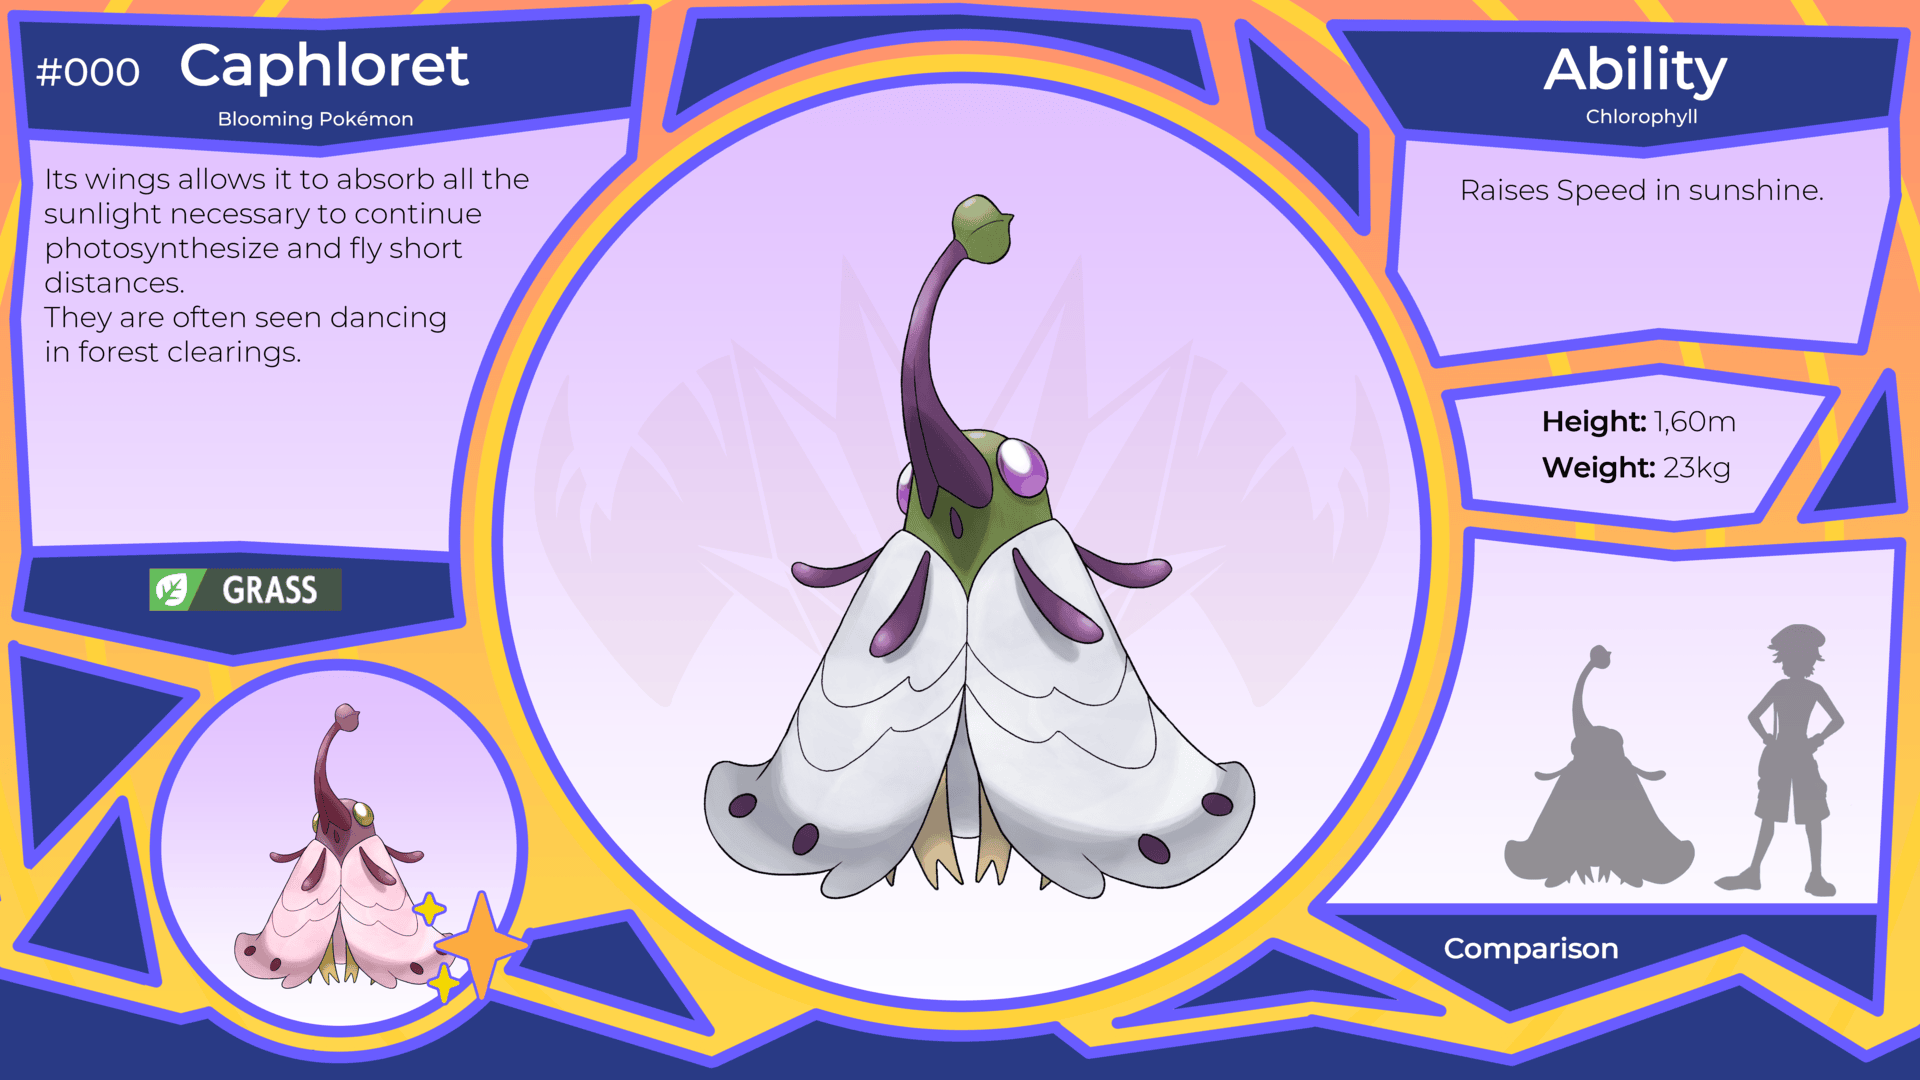 #000 Caphloret
Blooming Pokémon
Its wings allows it to absorb all the
sunlight necessary to continue
photosynthesize and fly short
distances.
They are often seen dancing
in forest clearings.
GRASS
Ability
Chlorophyll
Raises Speed in sunshine.
Height: 1,60m
Weight: 23kg
Comparison